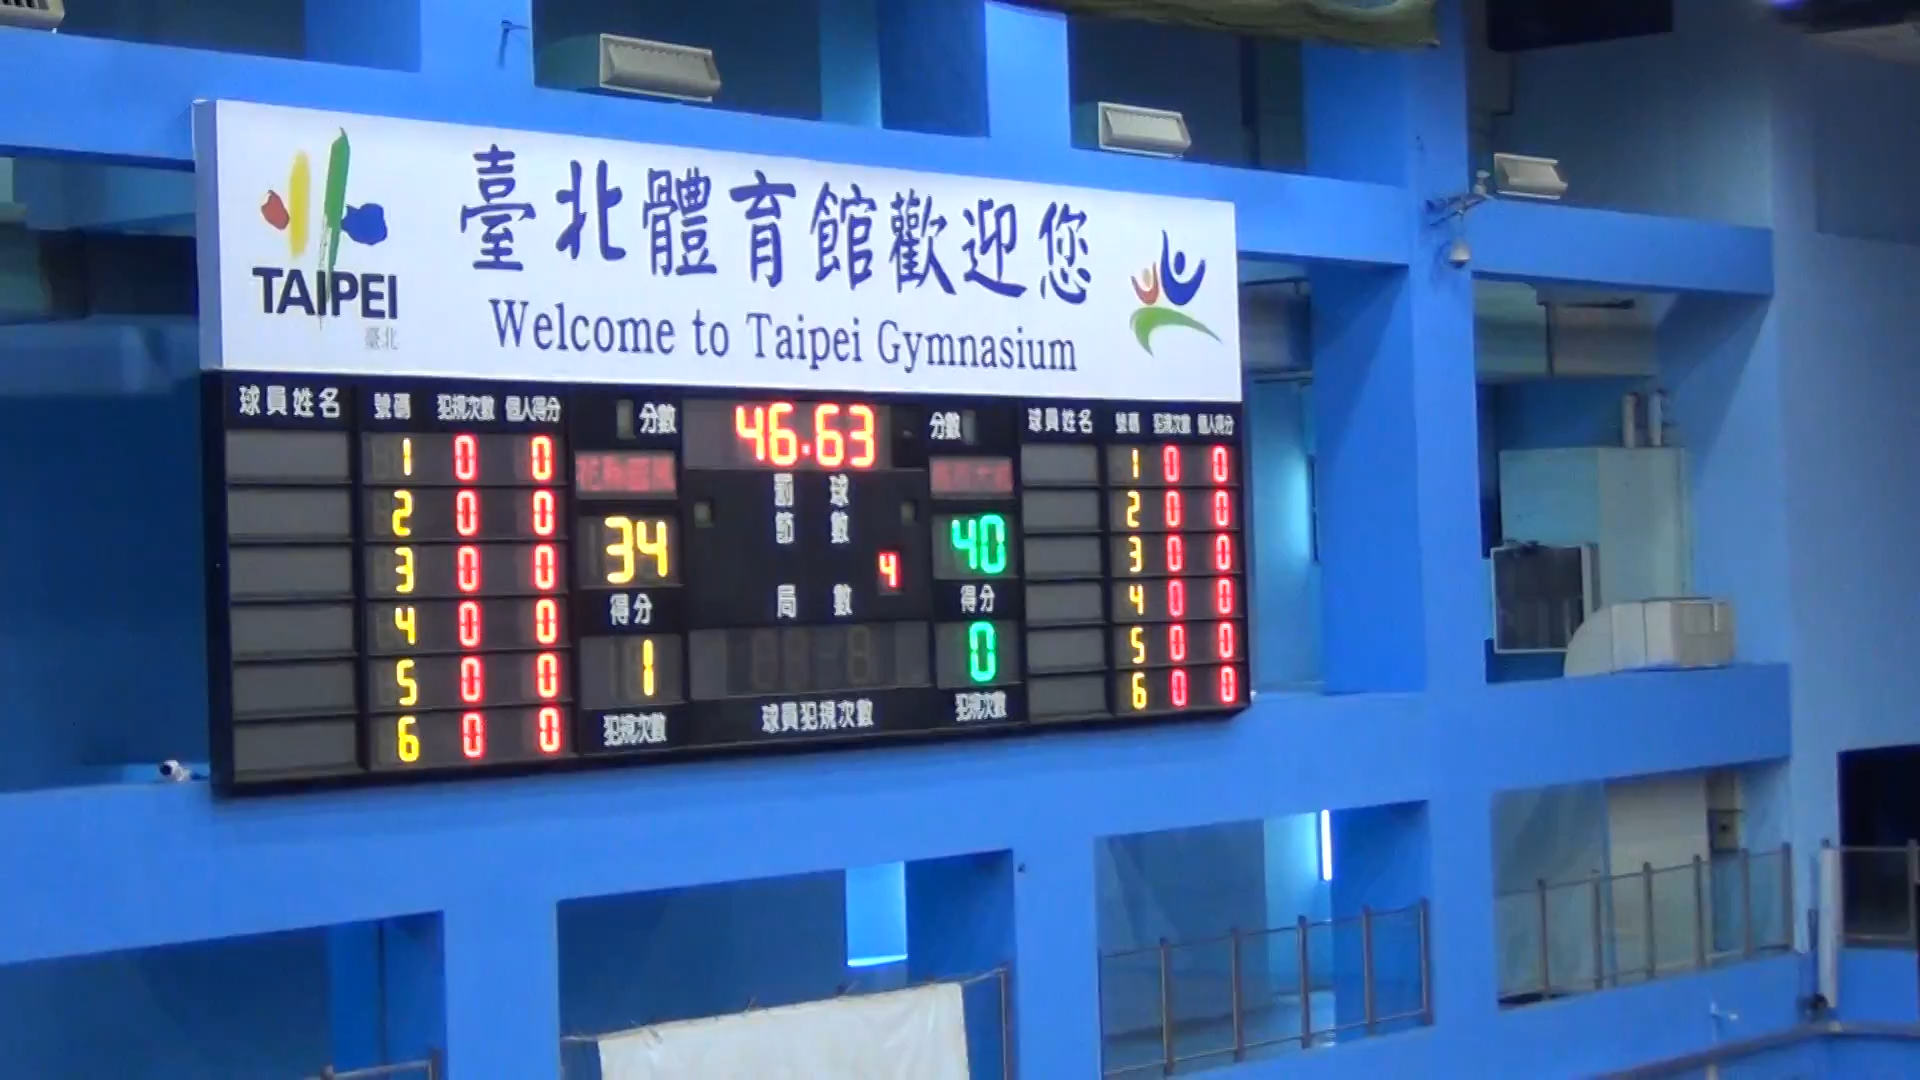 臺北體育館歡迎您
TAIPEI
臺北
Welcome to Taipei Gymnasium
球員姓名 號碼 犯規次數 個人得分 分數 46.63 分數 球員姓名 號碼 犯規次數 個人得分
1 0 0 1 0 0
2 0 0 2 0 0
3 0 0 3 0 0
4 0 0 4 0 0
5 0 0 5 0 0
6 0 0 6 0 0
34 節數 4 40
得分 局數 得分
1 0
犯規次數 球員犯規次數 犯規次數